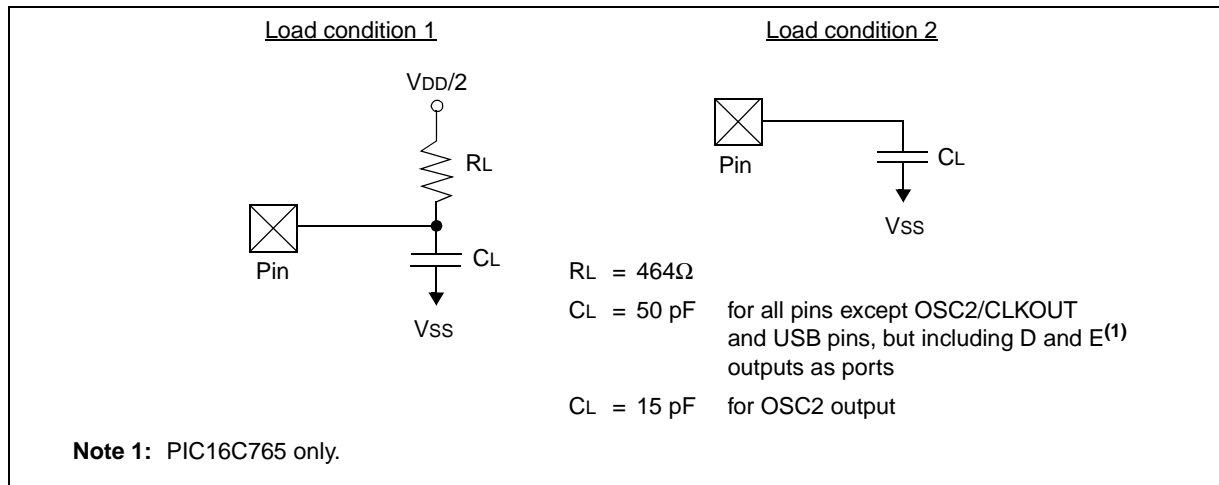 Load condition 1
VDD/2
RL
Pin
CL
VSS
Load condition 2
Pin
CL
VSS
RL = 464Ω
CL = 50 pF for all pins except OSC2/CLKOUT
and USB pins, but including D and E(1)
outputs as ports
CL = 15 pF for OSC2 output
Note 1: PIC16C765 only.